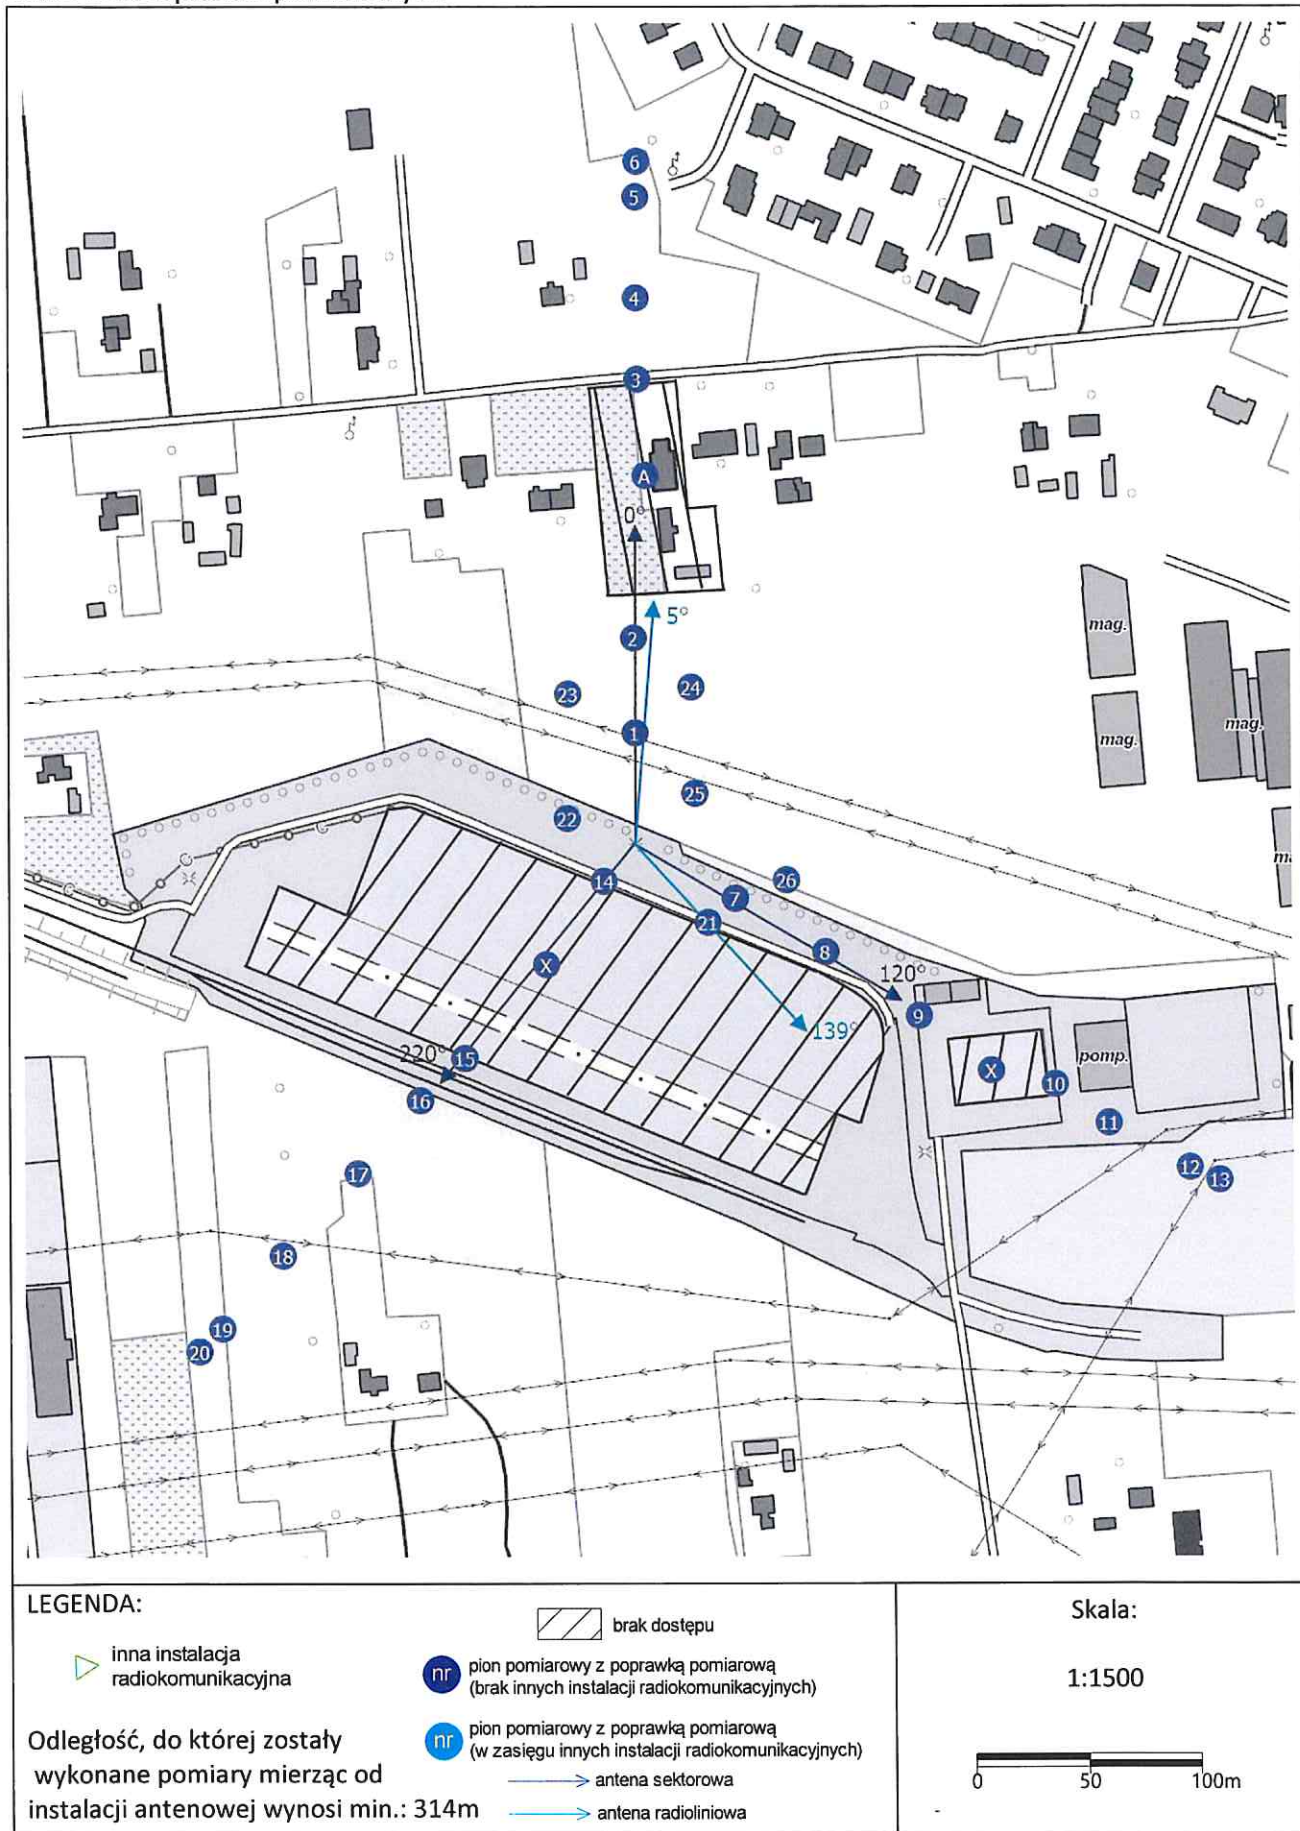 6
5
4
3
A
0°
2
5°
mag.
23
24
1
mag.
mag.
25
22
26
14
7
21
8
X
120°
9
139°
220°
15
X
pomp.
10
16
11
17
12
13
18
19
20
LEGENDA:
inna instalacja
radiokomunikacyjna
Odległość, do której zostały
wykonane pomiary mierząc od
instalacji antenowej wynosi min.: 314m
brak dostępu
nr pion pomiarowy z poprawką pomiarową
(brak innych instalacji radiokomunikacyjnych)
nr pion pomiarowy z poprawką pomiarową
(w zasięgu innych instalacji radiokomunikacyjnych)
antena sektorowa
antena radioliniowa
Skala:
1:1500
0 50 100m